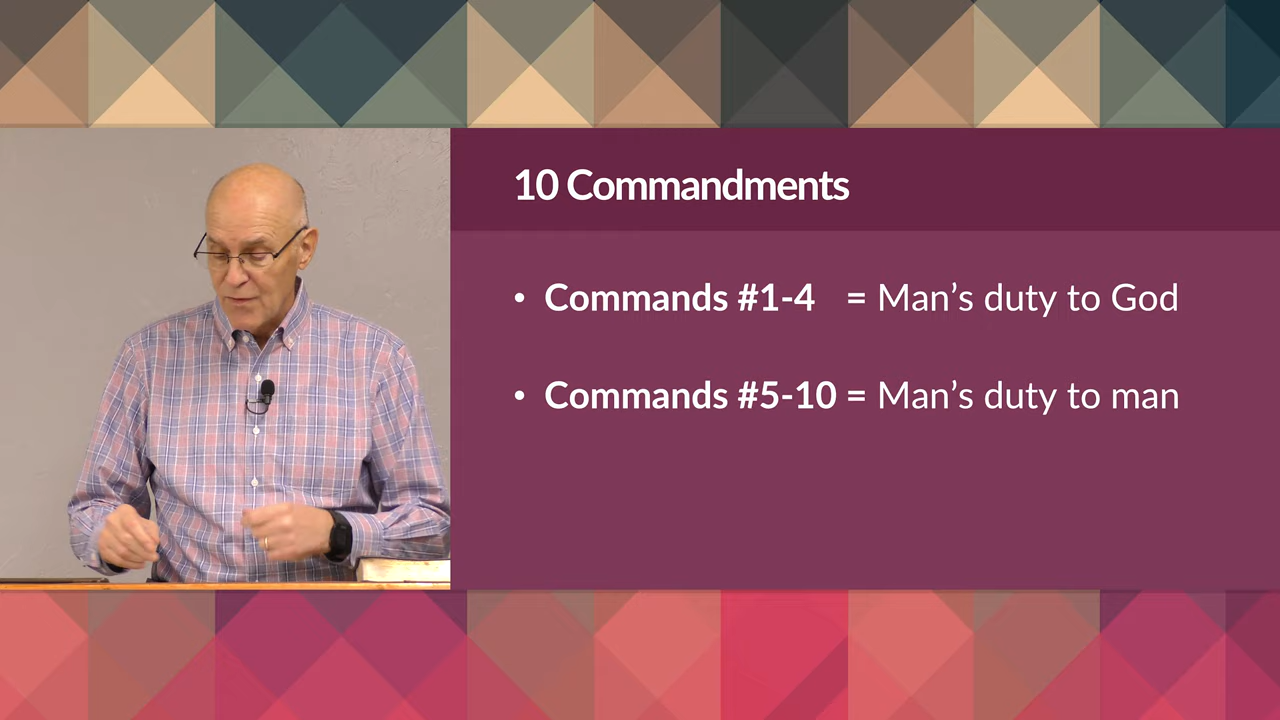 10 Commandments
• Commands #1-4 = Man’s duty to God
• Commands #5-10 = Man’s duty to man